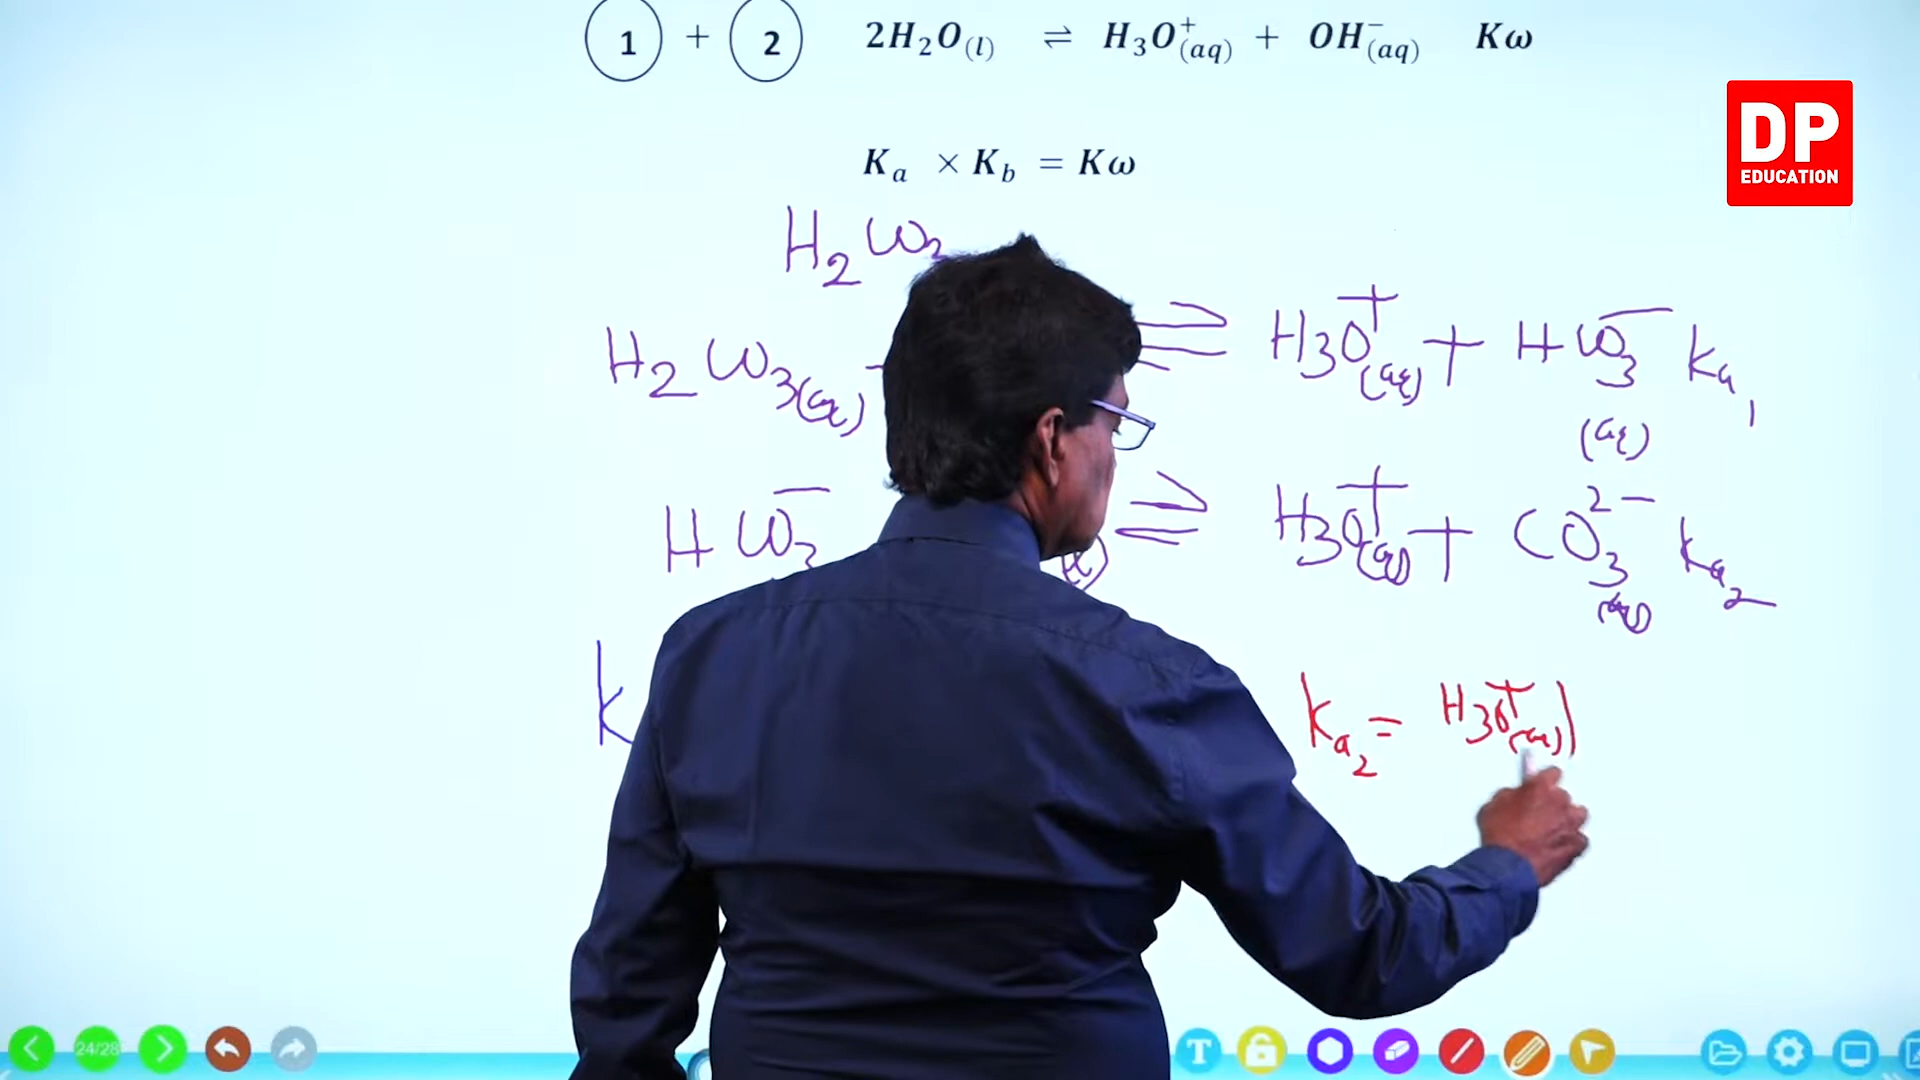 1 + 2 2H₂O(l) ⇌ H₃O⁺(aq) + OH⁻(aq) Kω
DP
EDUCATION
Kₐ × K_b = Kω
H₂CO₃
H₂CO₃(aq) ⇌ H₃O⁺(aq) + HCO₃⁻(aq) ka₁
HCO₃⁻ ⇌ H₃O⁺(aq) + CO₃²⁻(aq) ka₂
k
ka₂ = H₃O⁺(aq)
24/28
T